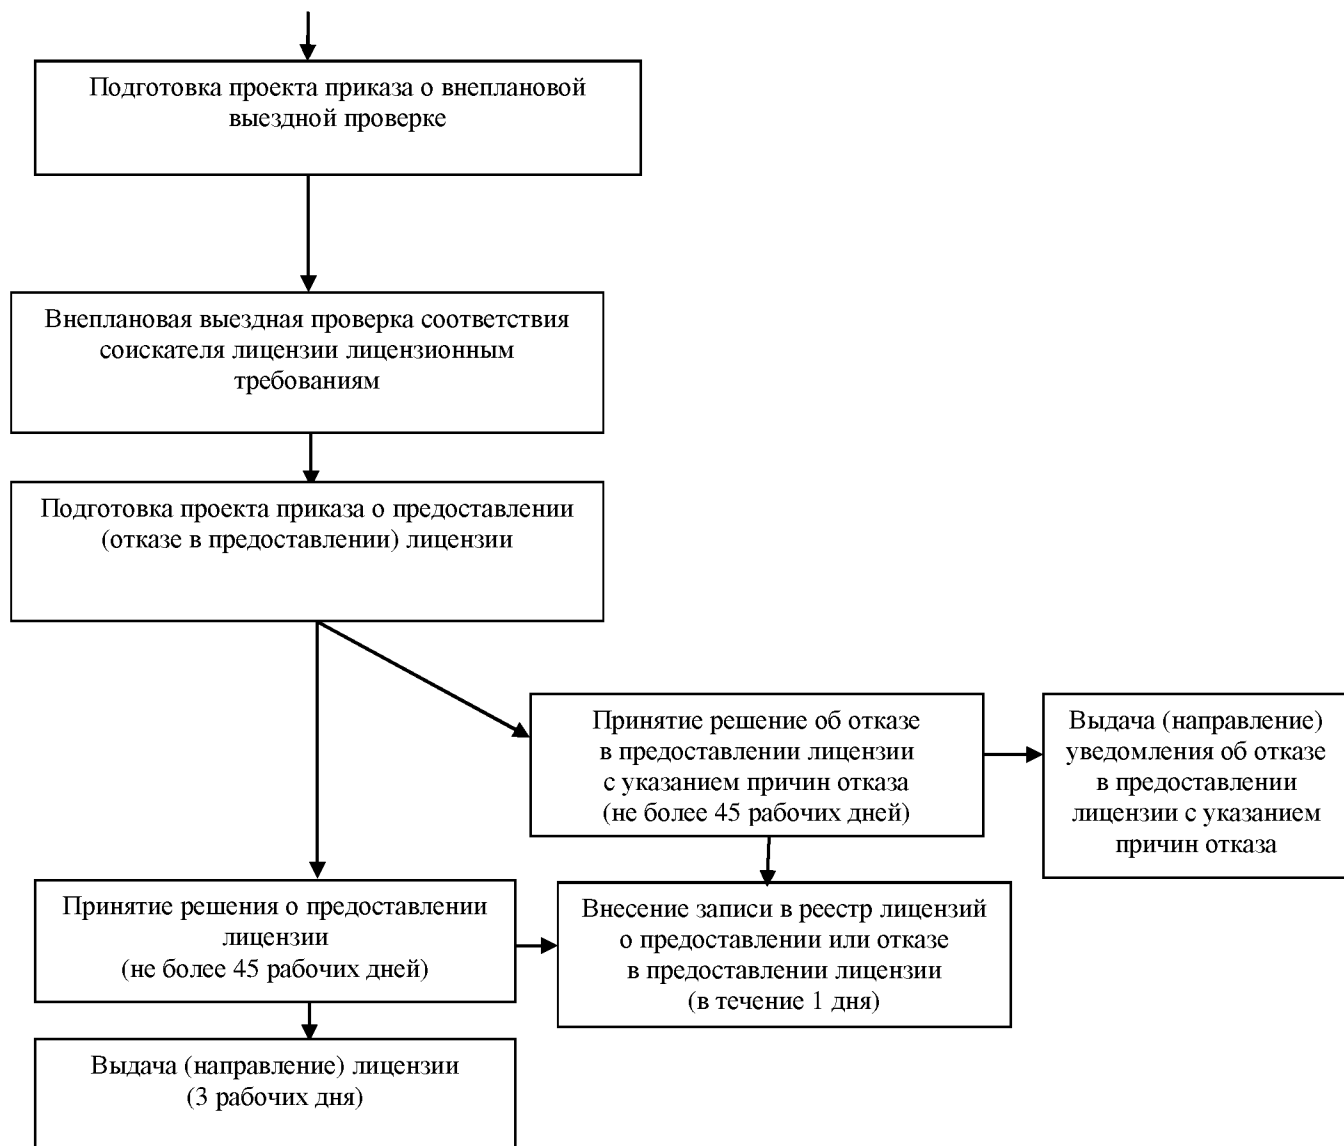 Подготовка проекта приказа о внеплановой
выездной проверке
Внеплановая выездная проверка соответствия
соискателя лицензии лицензионным
требованиям
Подготовка проекта приказа о предоставлении
(отказе в предоставлении) лицензии
Принятие решение об отказе
в предоставлении лицензии
с указанием причин отказа
(не более 45 рабочих дней)
Выдача (направление)
уведомления об отказе
в предоставлении
лицензии с указанием
причин отказа
Принятие решения о предоставлении
лицензии
(не более 45 рабочих дней)
Внесение записи в реестр лицензий
о предоставлении или отказе
в предоставлении лицензии
(в течение 1 дня)
Выдача (направление) лицензии
(3 рабочих дня)